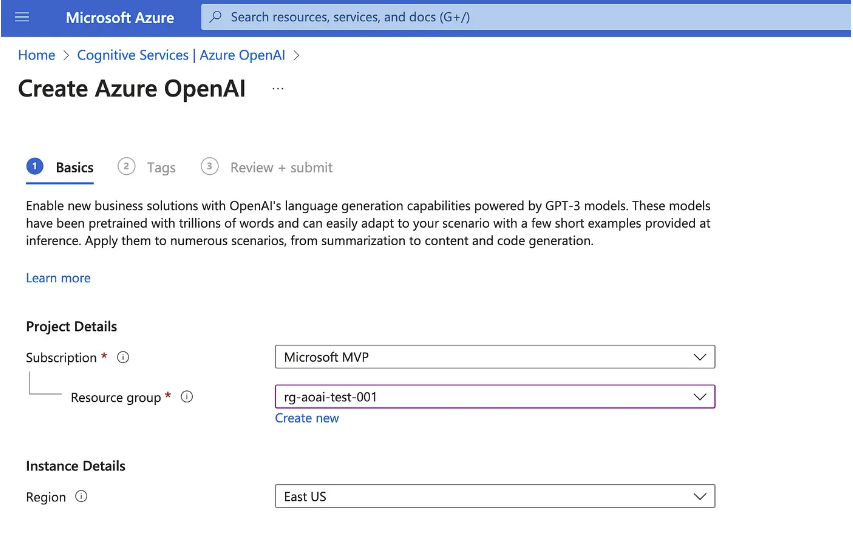 Microsoft Azure
Search resources, services, and docs (G+/)
Home > Cognitive Services | Azure OpenAI >
Create Azure OpenAI ...
1 Basics 2 Tags 3 Review + submit
Enable new business solutions with OpenAI's language generation capabilities powered by GPT-3 models. These models
have been pretrained with trillions of words and can easily adapt to your scenario with a few short examples provided at
inference. Apply them to numerous scenarios, from summarization to content and code generation.
Learn more
Project Details
Subscription * Microsoft MVP
Resource group * rg-aoai-test-001
Create new
Instance Details
Region East US